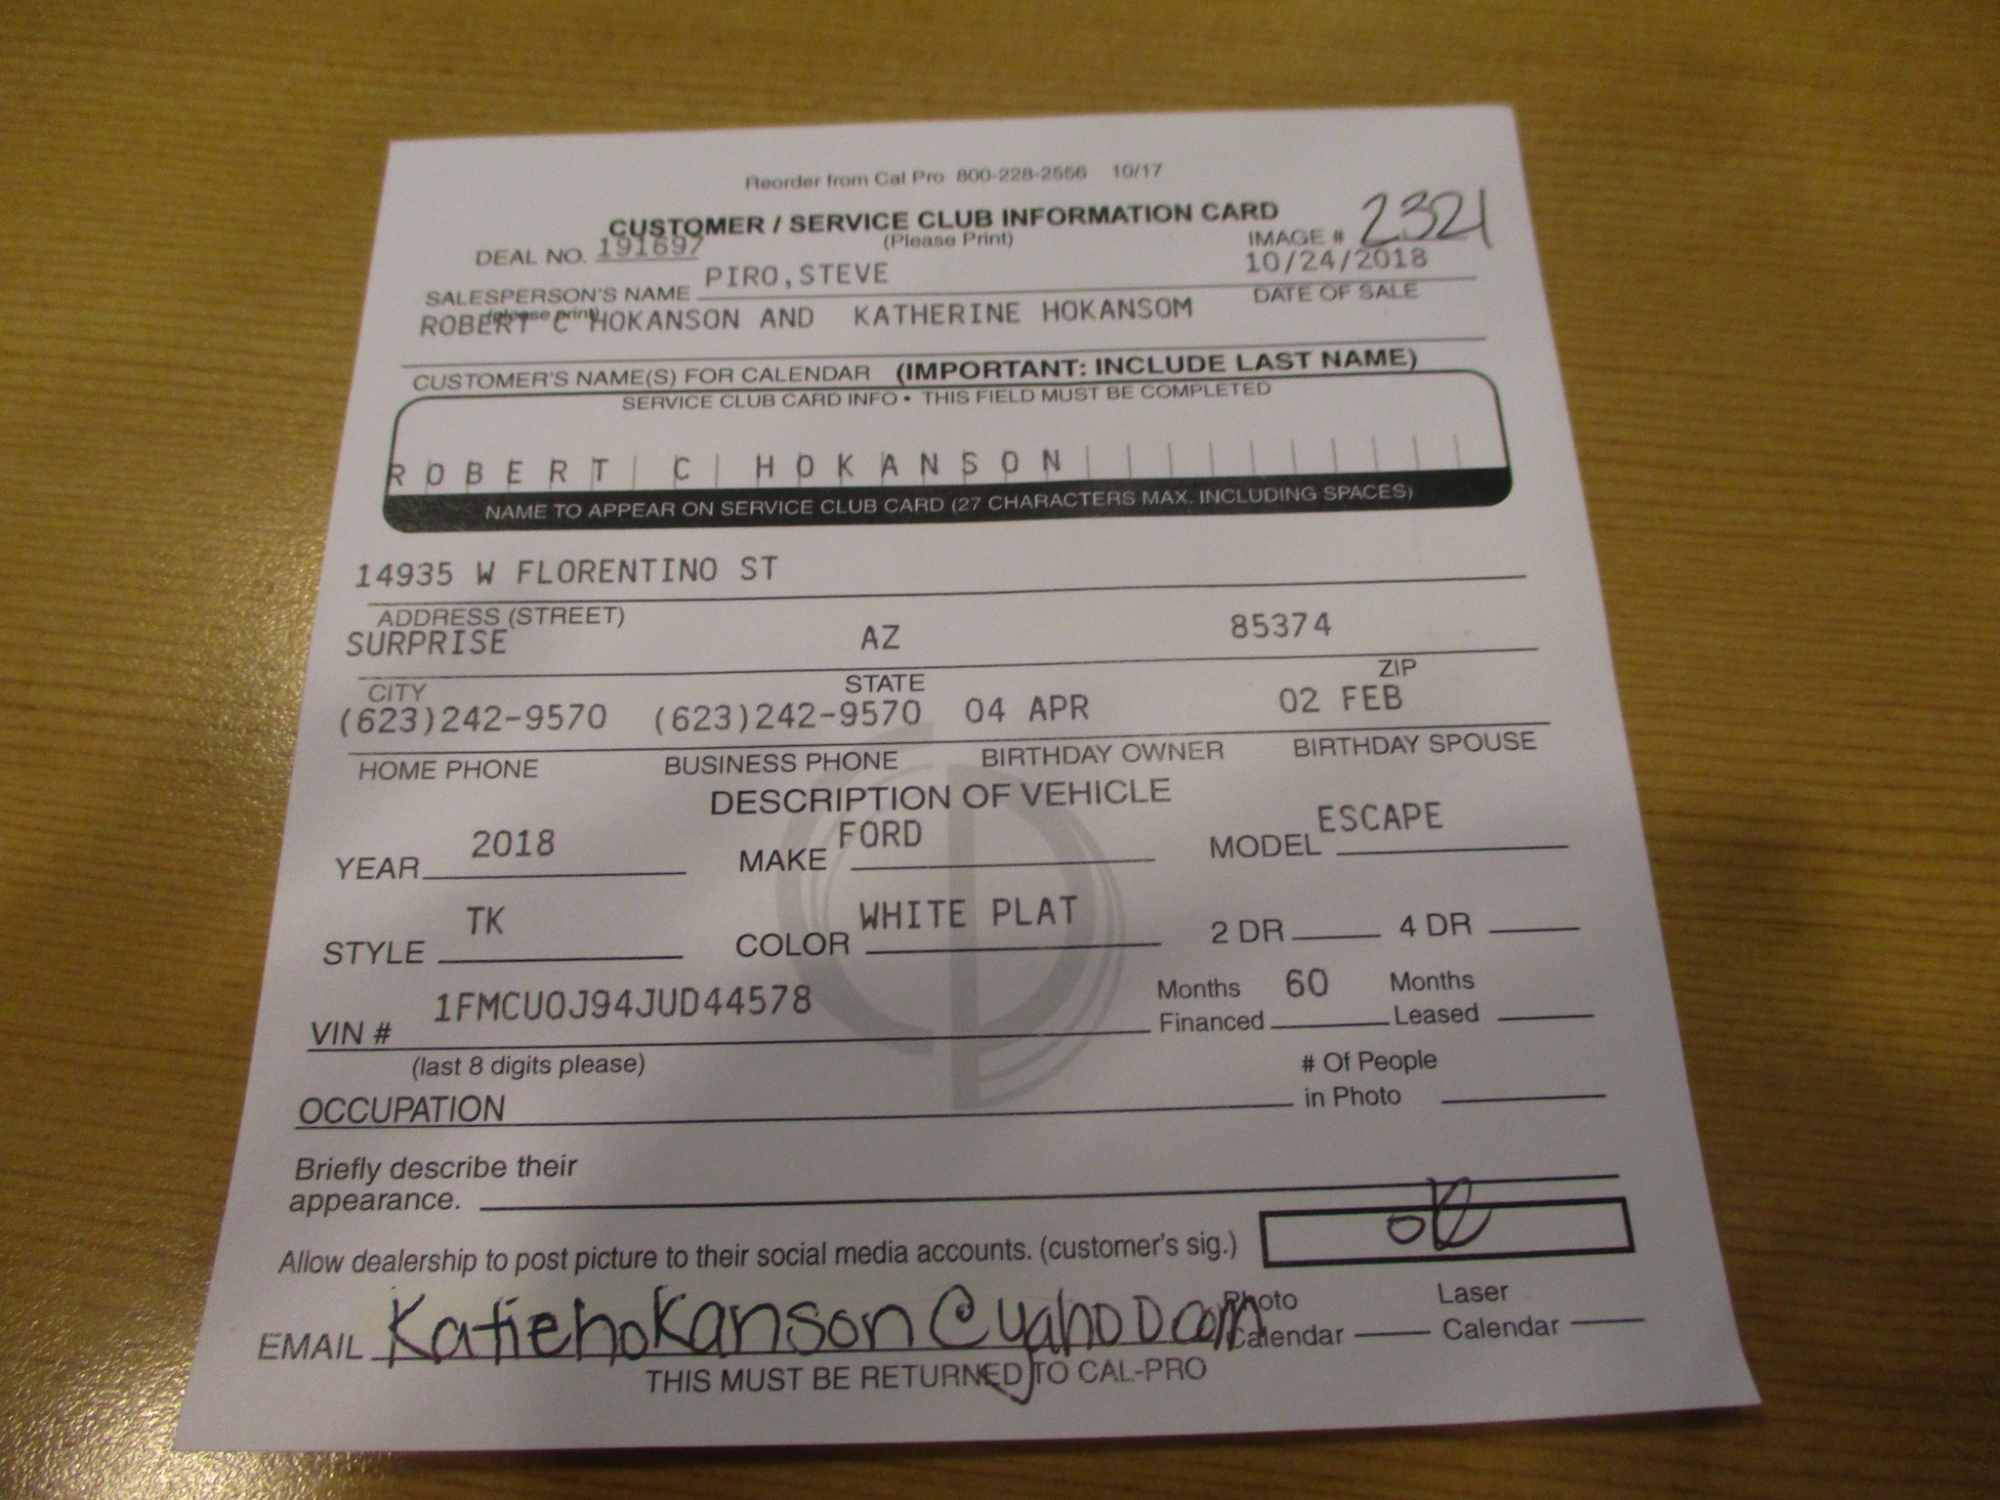 Reorder from Cal Pro 800-228-2556 10/17
CUSTOMER / SERVICE CLUB INFORMATION CARD
(Please Print)
DEAL NO. 191697
IMAGE # 2321
PIRO,STEVE 10/24/2018
SALESPERSON'S NAME DATE OF SALE
(please print)
ROBERT C HOKANSON AND KATHERINE HOKANSOM
CUSTOMER'S NAME(S) FOR CALENDAR (IMPORTANT: INCLUDE LAST NAME)
SERVICE CLUB CARD INFO • THIS FIELD MUST BE COMPLETED
ROBERT C HOKANSON
NAME TO APPEAR ON SERVICE CLUB CARD (27 CHARACTERS MAX. INCLUDING SPACES)
14935 W FLORENTINO ST
ADDRESS (STREET)
SURPRISE AZ 85374
CITY STATE ZIP
(623)242-9570 (623)242-9570 04 APR 02 FEB
HOME PHONE BUSINESS PHONE BIRTHDAY OWNER BIRTHDAY SPOUSE
DESCRIPTION OF VEHICLE
YEAR 2018 MAKE FORD MODEL ESCAPE
STYLE TK COLOR WHITE PLAT 2 DR 4 DR
VIN # 1FMCU0J94JUD44578 Months Financed 60 Months Leased
(last 8 digits please)
OCCUPATION # Of People in Photo
Briefly describe their
appearance.
Allow dealership to post picture to their social media accounts. (customer's sig.) ok
EMAIL Katiehokanson@yahoo.com Photo Calendar Laser Calendar
THIS MUST BE RETURNED TO CAL-PRO